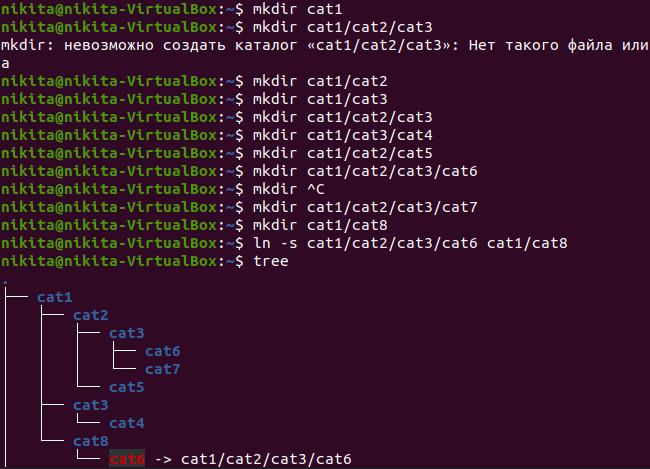 nikita@nikita-VirtualBox:~$ mkdir cat1
nikita@nikita-VirtualBox:~$ mkdir cat1/cat2/cat3
mkdir: невозможно создать каталог «cat1/cat2/cat3»: Нет такого файла или
а
nikita@nikita-VirtualBox:~$ mkdir cat1/cat2
nikita@nikita-VirtualBox:~$ mkdir cat1/cat3
nikita@nikita-VirtualBox:~$ mkdir cat1/cat2/cat3
nikita@nikita-VirtualBox:~$ mkdir cat1/cat3/cat4
nikita@nikita-VirtualBox:~$ mkdir cat1/cat2/cat5
nikita@nikita-VirtualBox:~$ mkdir cat1/cat2/cat3/cat6
nikita@nikita-VirtualBox:~$ mkdir ^C
nikita@nikita-VirtualBox:~$ mkdir cat1/cat2/cat3/cat7
nikita@nikita-VirtualBox:~$ mkdir cat1/cat8
nikita@nikita-VirtualBox:~$ ln -s cat1/cat2/cat3/cat6 cat1/cat8
nikita@nikita-VirtualBox:~$ tree
.
├── cat1
│   ├── cat2
│   │   ├── cat3
│   │   │   ├── cat6
│   │   │   └── cat7
│   │   └── cat5
│   ├── cat3
│   │   └── cat4
│   └── cat8
│       └── cat6 -> cat1/cat2/cat3/cat6